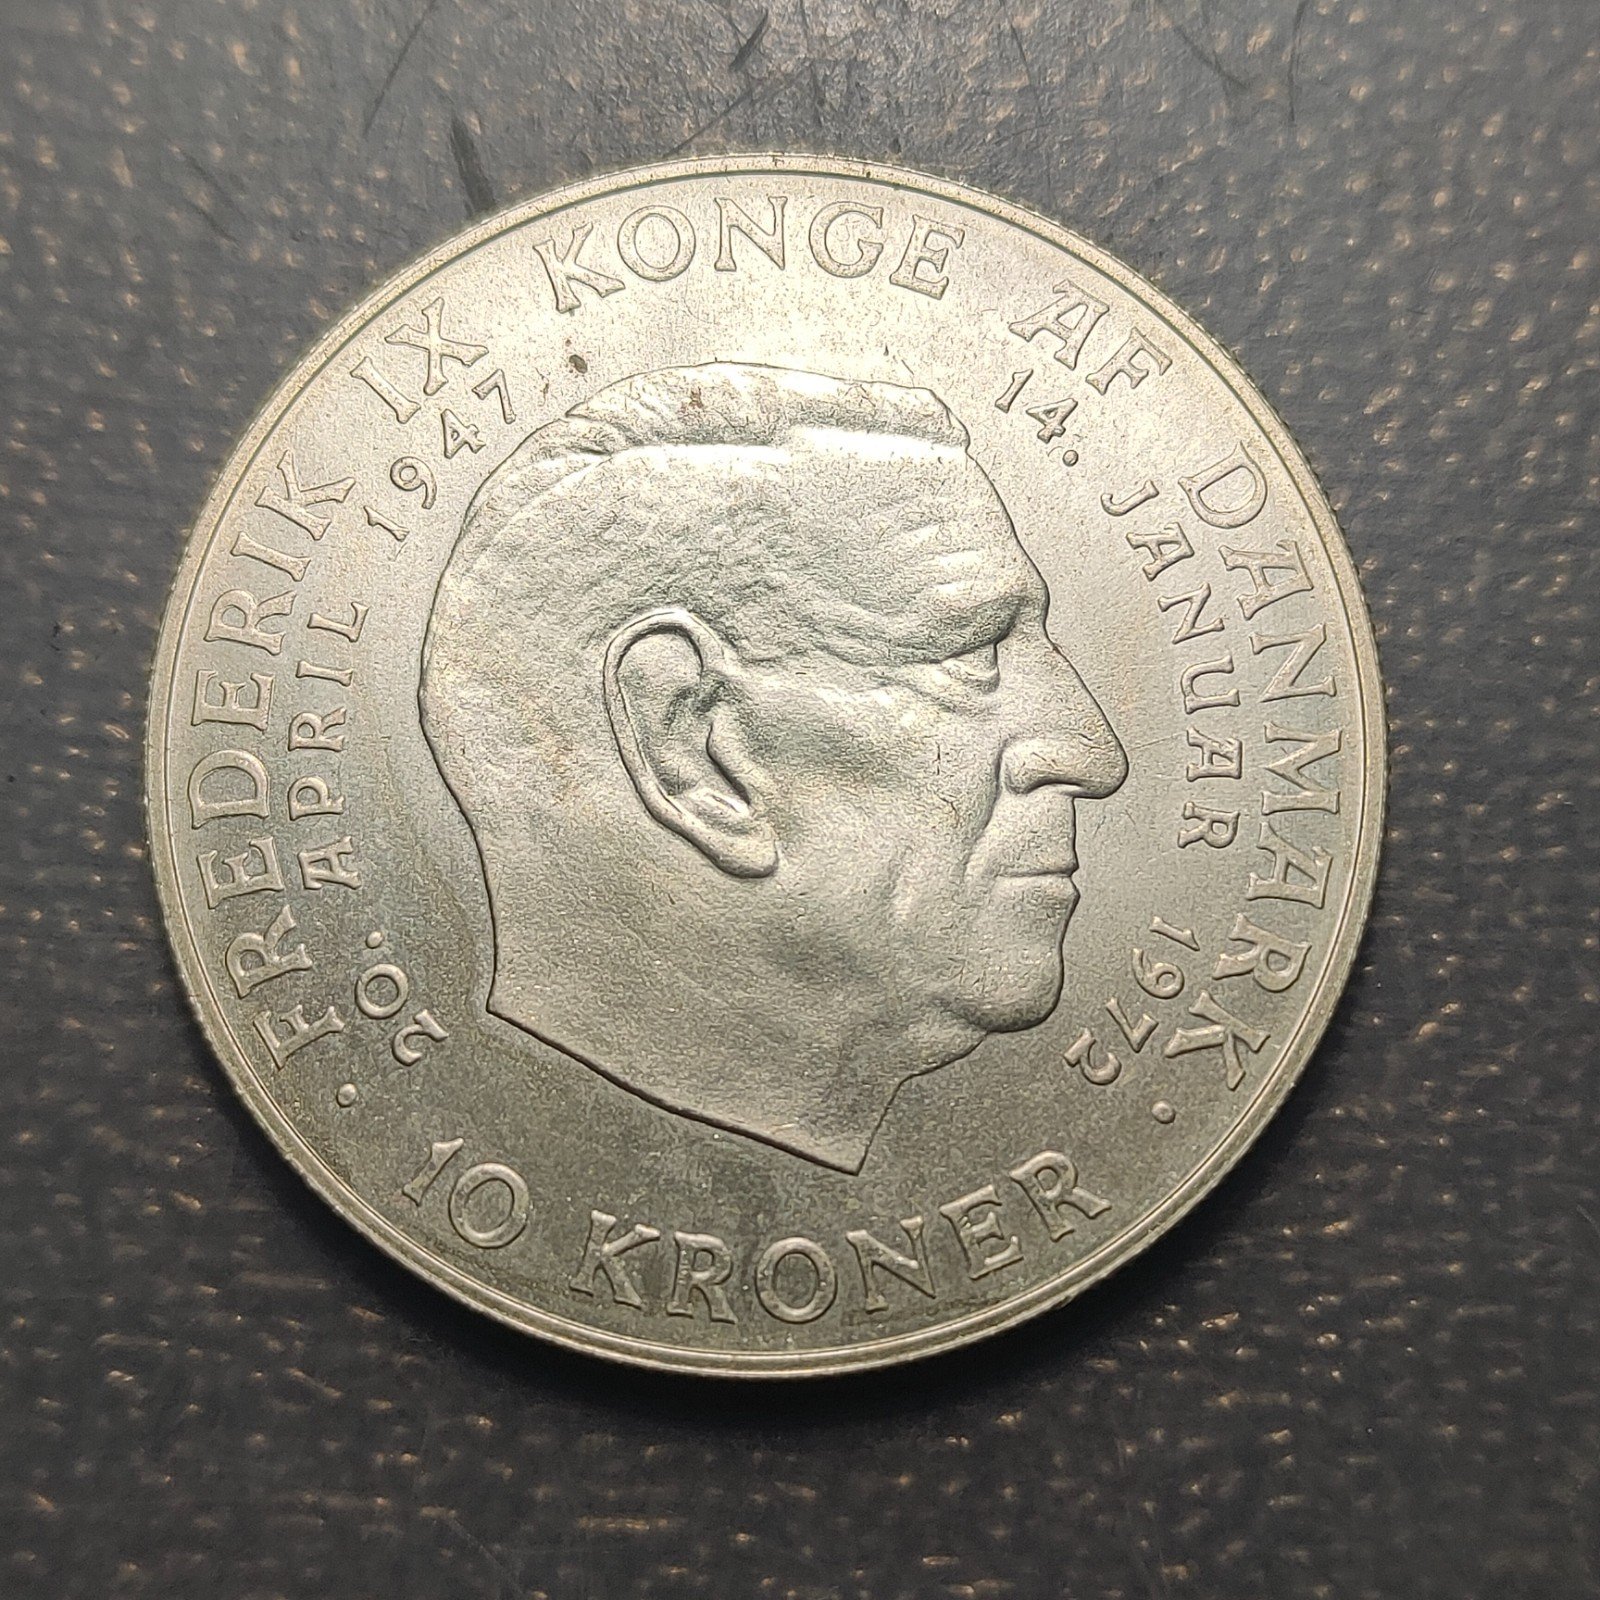 FREDERIK IX KONGE AF DANMARK
20. APRIL 1947 14. JANUAR 1972
· 10 KRONER ·